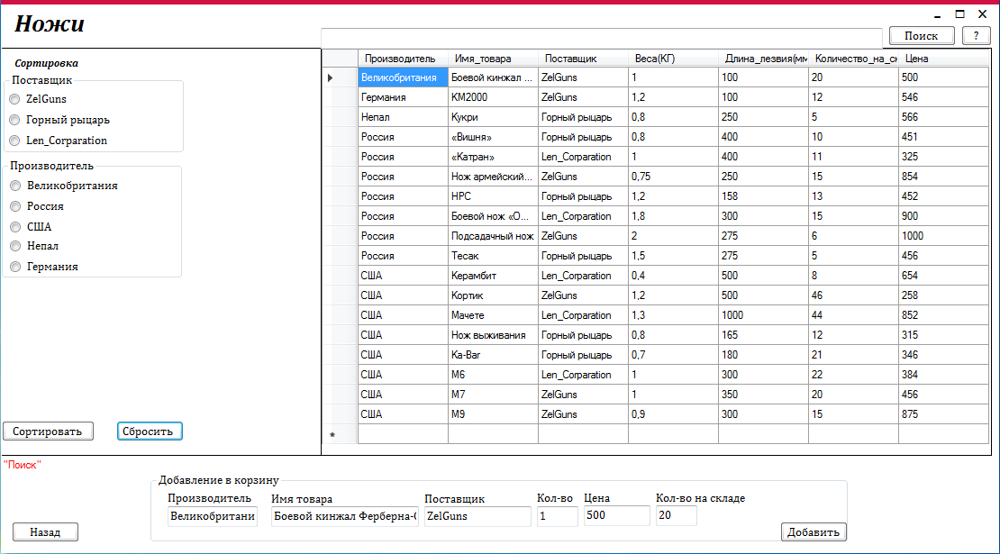 Ножи
Поиск ?
Сортировка
Поставщик
ZelGuns
Горный рыцарь
Len_Corparation
Производитель
Великобритания
Россия
США
Непал
Германия
Сортировать Сбросить
Производитель Имя_товара Поставщик Веса(КГ) Длина_лезвия(мм Количество_на_ск Цена
Великобритания Боевой кинжал ... ZelGuns 1 100 20 500
Германия KM2000 ZelGuns 1,2 100 12 546
Непал Кукри Горный рыцарь 0,8 250 5 566
Россия «Вишня» Горный рыцарь 0,8 400 10 451
Россия «Катран» Len_Corparation 1 400 11 325
Россия Нож армейский... ZelGuns 0,75 250 15 854
Россия НРС Горный рыцарь 1,2 158 13 452
Россия Боевой нож «О... Len_Corparation 1,8 300 15 900
Россия Подсадачный нож ZelGuns 2 275 6 1000
Россия Тесак Горный рыцарь 1,5 275 5 456
США Керамбит Len_Corparation 0,4 500 8 654
США Кортик ZelGuns 1,2 500 46 258
США Мачете Len_Corparation 1,3 1000 44 852
США Нож выживания Горный рыцарь 0,8 165 12 315
США Ka-Bar Горный рыцарь 0,7 180 21 346
США M6 Len_Corparation 1 300 22 384
США M7 ZelGuns 1 350 20 456
США M9 ZelGuns 0,9 300 15 875
"Поиск"
Добавление в корзину
Производитель Имя товара Поставщик Кол-во Цена Кол-во на складе
Великобритани Боевой кинжал Ферберна-( ZelGuns 1 500 20
Назад Добавить